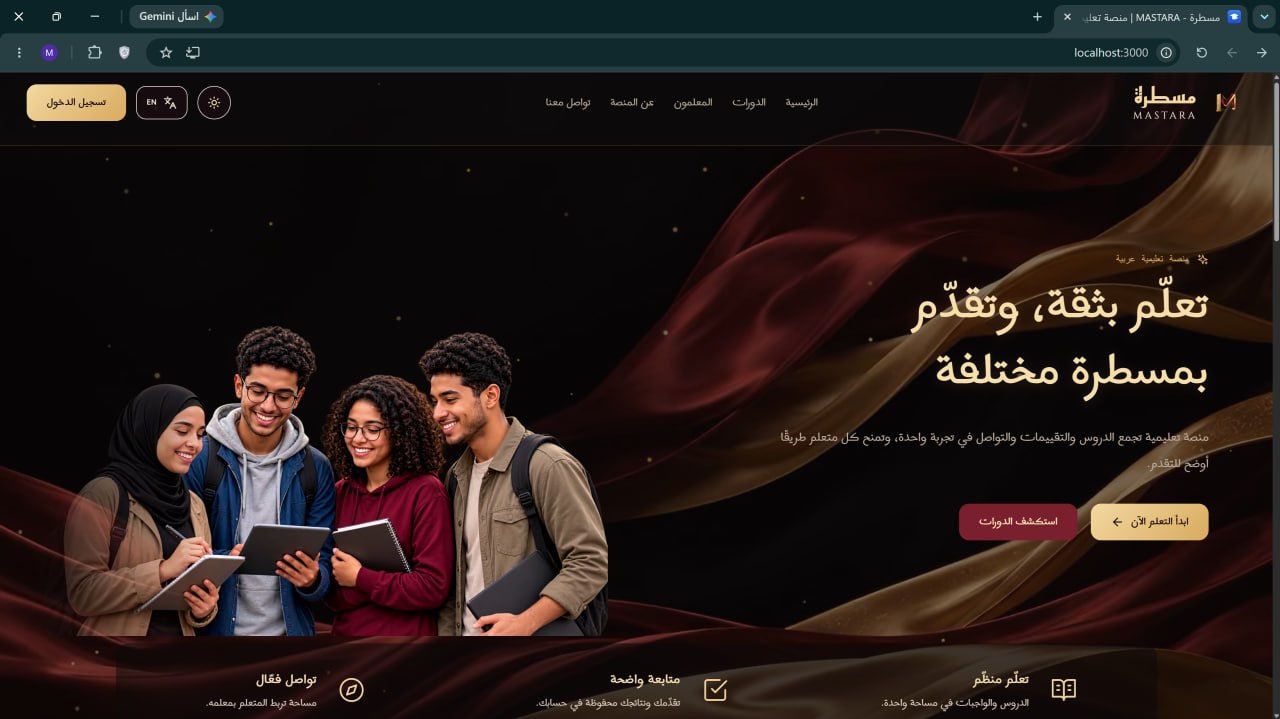 مسطرة - MASTARA | منصة تعلي
اسأل Gemini
M
localhost:3000
مسطرة
MASTARA
الرئيسية
الدورات
المعلمون
عن المنصة
تواصل معنا
EN
تسجيل الدخول
منصة تعليمية عربية
تعلّم بثقة، وتقدّم
بمسطرة مختلفة
منصة تعليمية تجمع الدروس والتقييمات والتواصل في تجربة واحدة، وتمنح كل متعلم طريقًا
أوضح للتقدم.
ابدأ التعلم الآن
استكشف الدورات
تعلّم منظّم
الدروس والواجبات في مساحة واحدة.
متابعة واضحة
تقدّمك ونتائجك محفوظة في حسابك.
تواصل فعّال
مساحة تربط المتعلم بمعلمه.